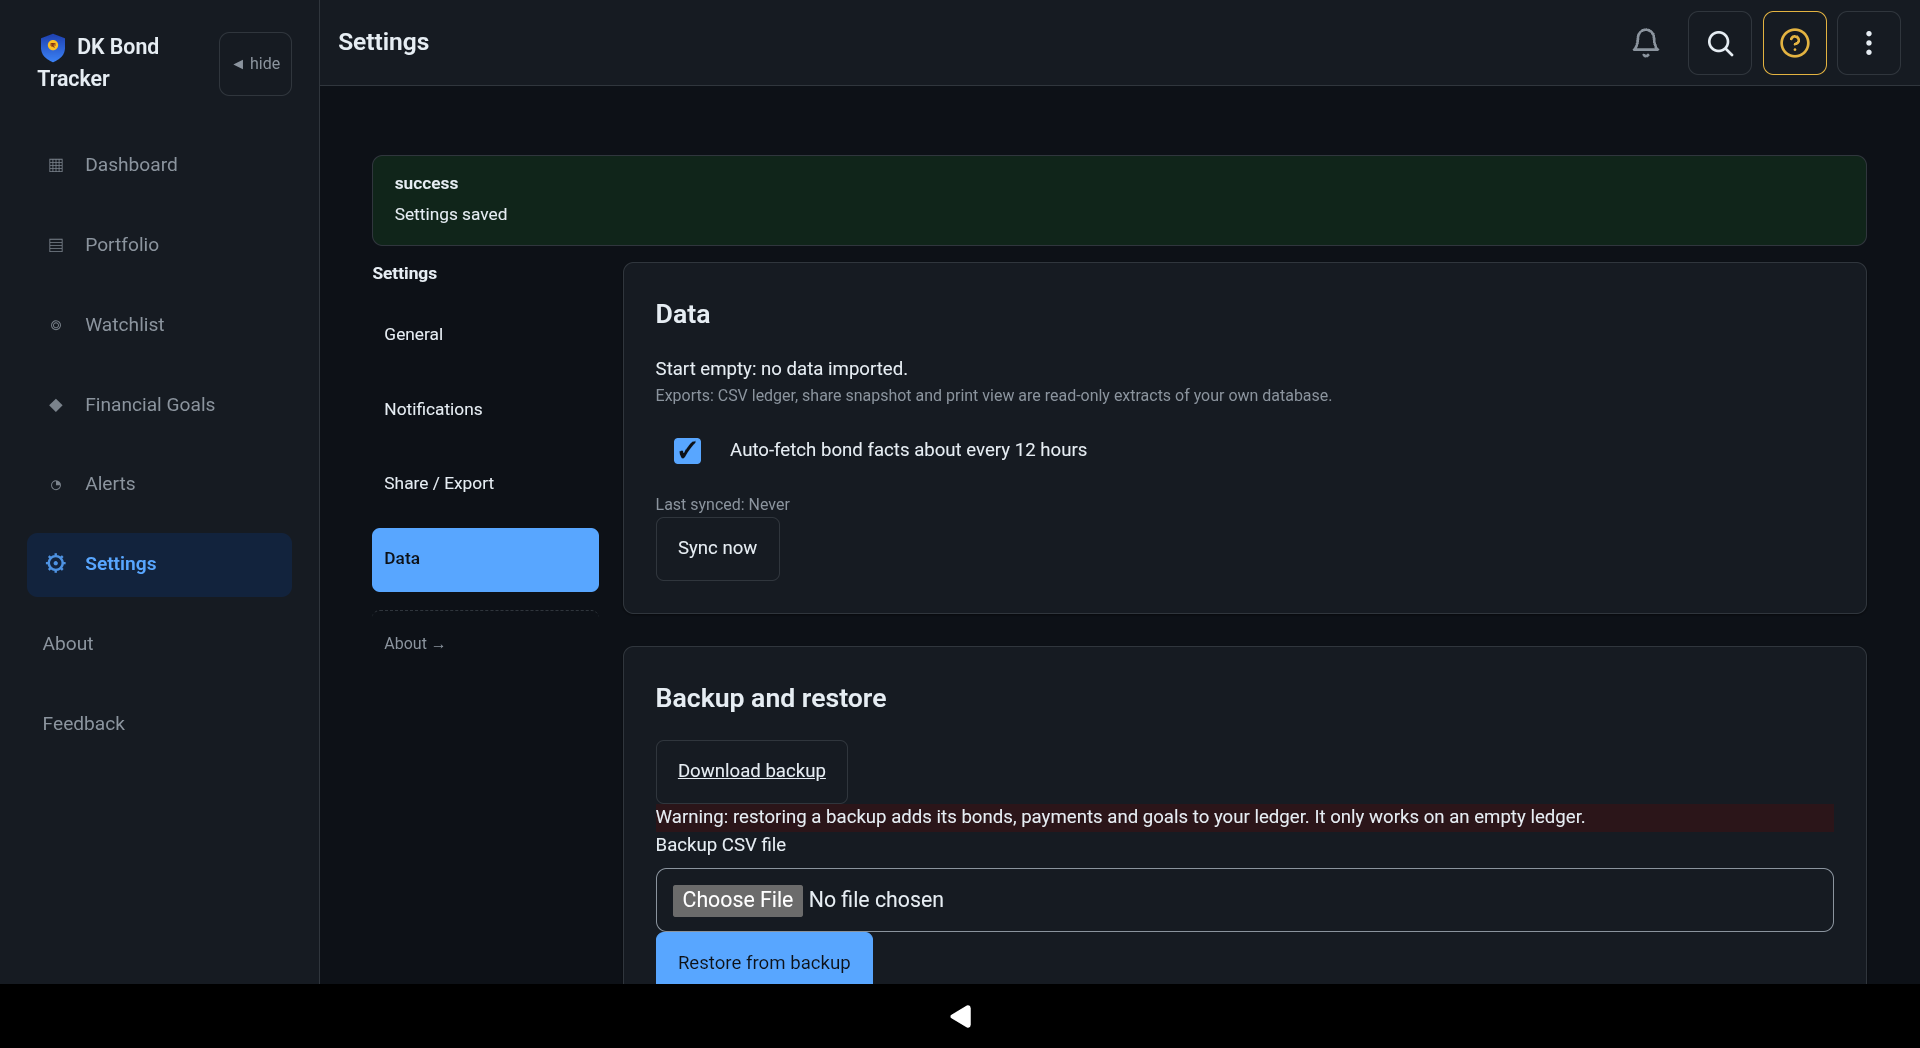 DK Bond
Tracker
◄ hide
Dashboard
Portfolio
Watchlist
Financial Goals
Alerts
Settings
About
Feedback
Settings
success
Settings saved
Settings
General
Notifications
Share / Export
Data
About →
Data
Start empty: no data imported.
Exports: CSV ledger, share snapshot and print view are read-only extracts of your own database.
Auto-fetch bond facts about every 12 hours
Last synced: Never
Sync now
Backup and restore
Download backup
Warning: restoring a backup adds its bonds, payments and goals to your ledger. It only works on an empty ledger.
Backup CSV file
Choose File No file chosen
Restore from backup